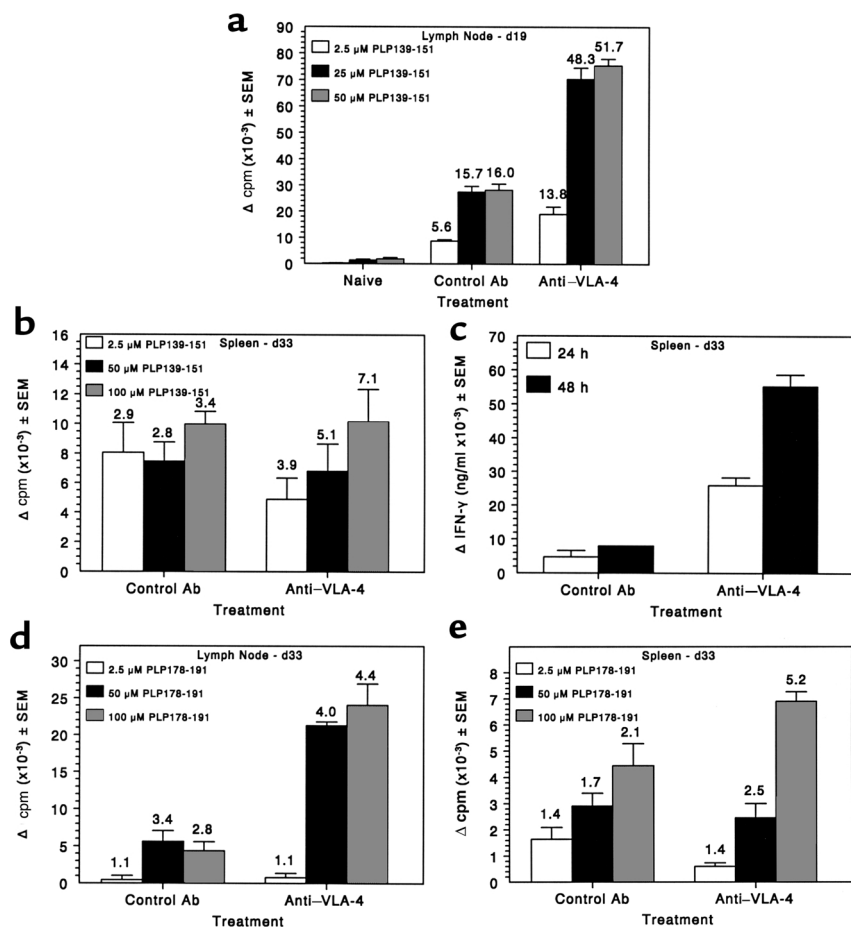 a
Lymph Node - d19
2.5 µM PLP139-151
25 µM PLP139-151
50 µM PLP139-151
Δ cpm (x10⁻³) ± SEM
90
80
70
60
50
40
30
20
10
0
5.6
15.7
16.0
13.8
48.3
51.7
Naive
Control Ab
Anti–VLA-4
Treatment
b
Spleen - d33
2.5 µM PLP139-151
50 µM PLP139-151
100 µM PLP139-151
Δ cpm (x10⁻³) ± SEM
16
14
12
10
8
6
4
2
0
2.9
2.8
3.4
3.9
5.1
7.1
Control Ab
Anti–VLA-4
Treatment
c
Spleen - d33
24 h
48 h
Δ IFN-γ (ng/ml x10⁻³) ± SEM
70
60
50
40
30
20
10
0
Control Ab
Anti—VLA-4
Treatment
d
Lymph Node - d33
2.5 µM PLP178-191
50 µM PLP178-191
100 µM PLP178-191
Δ cpm (x10⁻³) ± SEM
30
25
20
15
10
5
0
1.1
3.4
2.8
1.1
4.0
4.4
Control Ab
Anti–VLA-4
Treatment
e
Spleen - d33
2.5 µM PLP178-191
50 µM PLP178-191
100 µM PLP178-191
Δ cpm (x10⁻³) ± SEM
8
7
6
5
4
3
2
1
0
1.4
1.7
2.1
1.4
2.5
5.2
Control Ab
Anti–VLA-4
Treatment